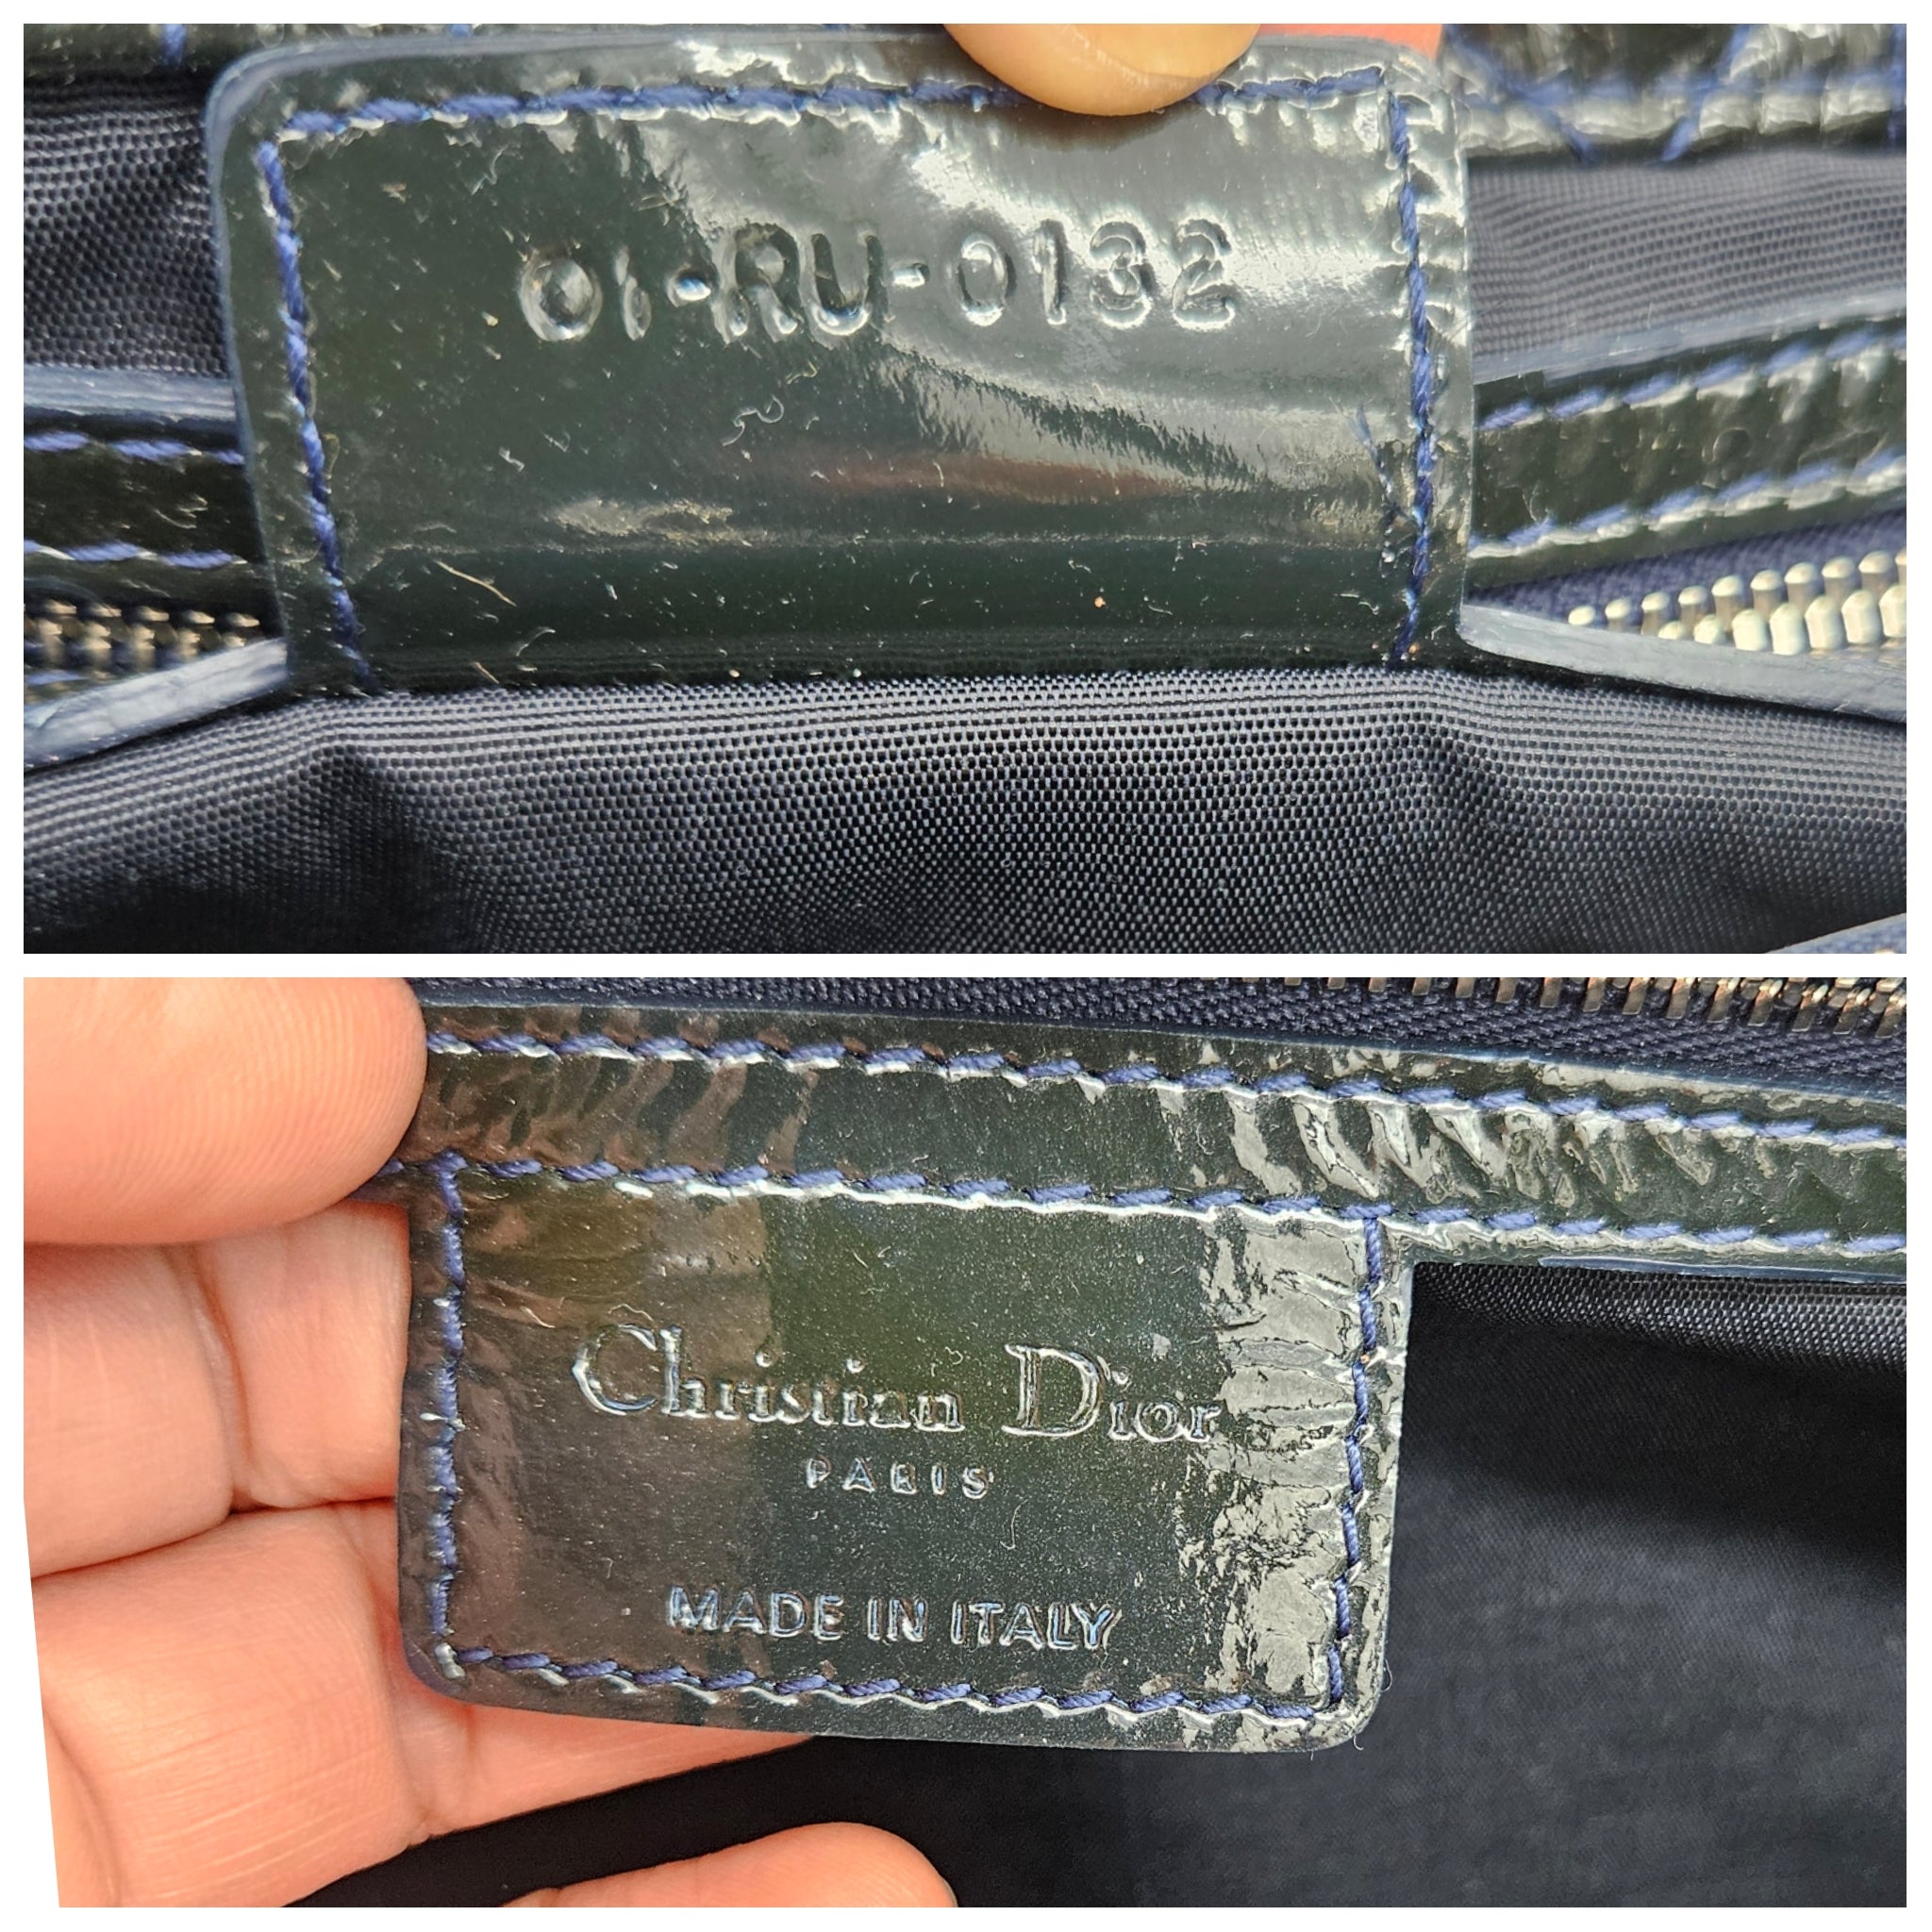 01-RU-0132
Christian Dior
PARIS
MADE IN ITALY